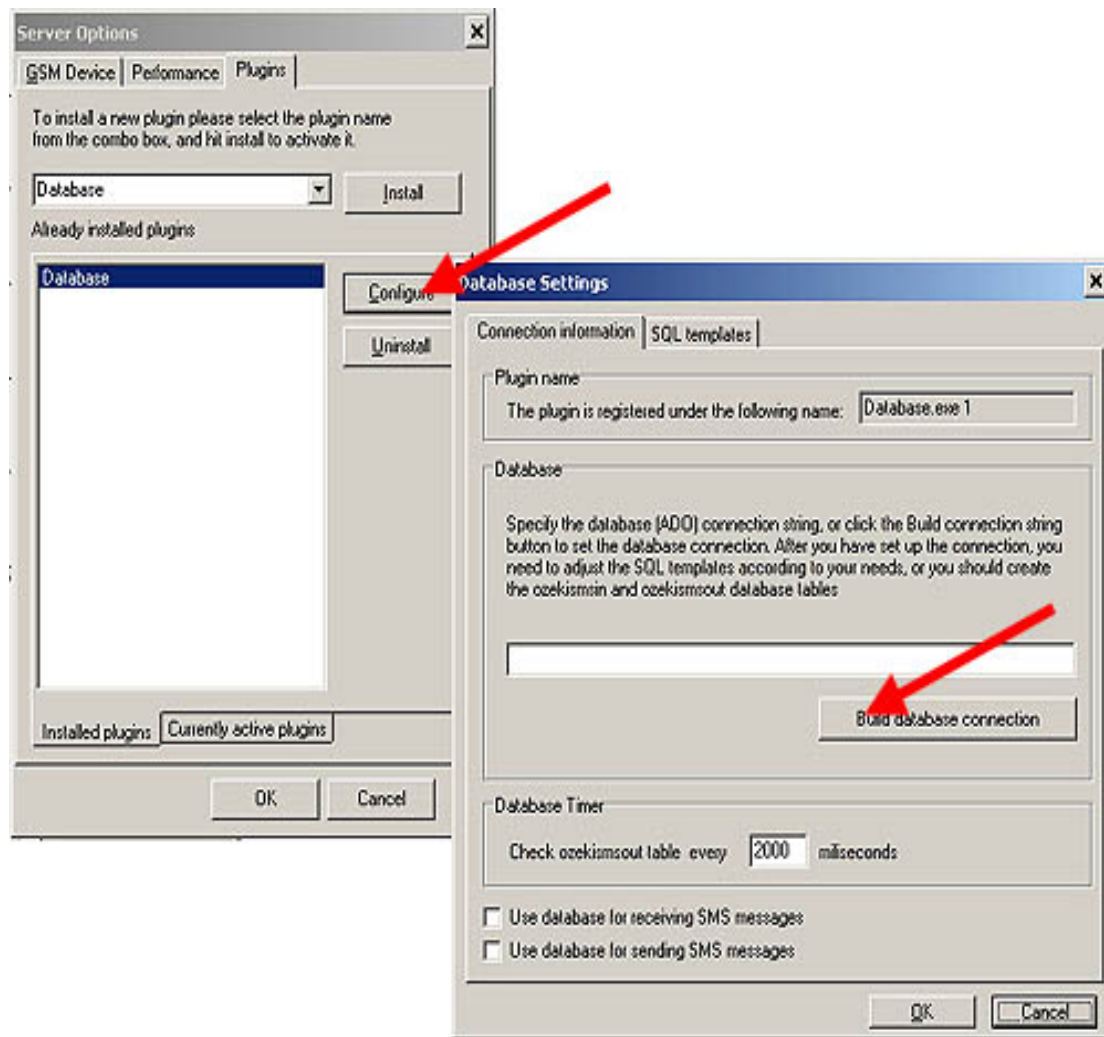 Server Options
GSM Device
Performance
Plugins
To install a new plugin please select the plugin name
from the combo box, and hit install to activate it.
Database
Install
Already installed plugins
Database
Configure
Uninstall
Installed plugins
Currently active plugins
OK
Cancel
Database Settings
Connection information
SQL templates
Plugin name
The plugin is registered under the following name:
Database.exe 1
Database
Specify the database (ADO) connection string, or click the Build connection string
button to set the database connection. After you have set up the connection, you
need to adjust the SQL templates according to your needs, or you should create
the ozekismsin and ozekismsout database tables
Build database connection
Database Timer
Check ozekismsout table every
2000
miliseconds
Use database for receiving SMS messages
Use database for sending SMS messages
OK
Cancel